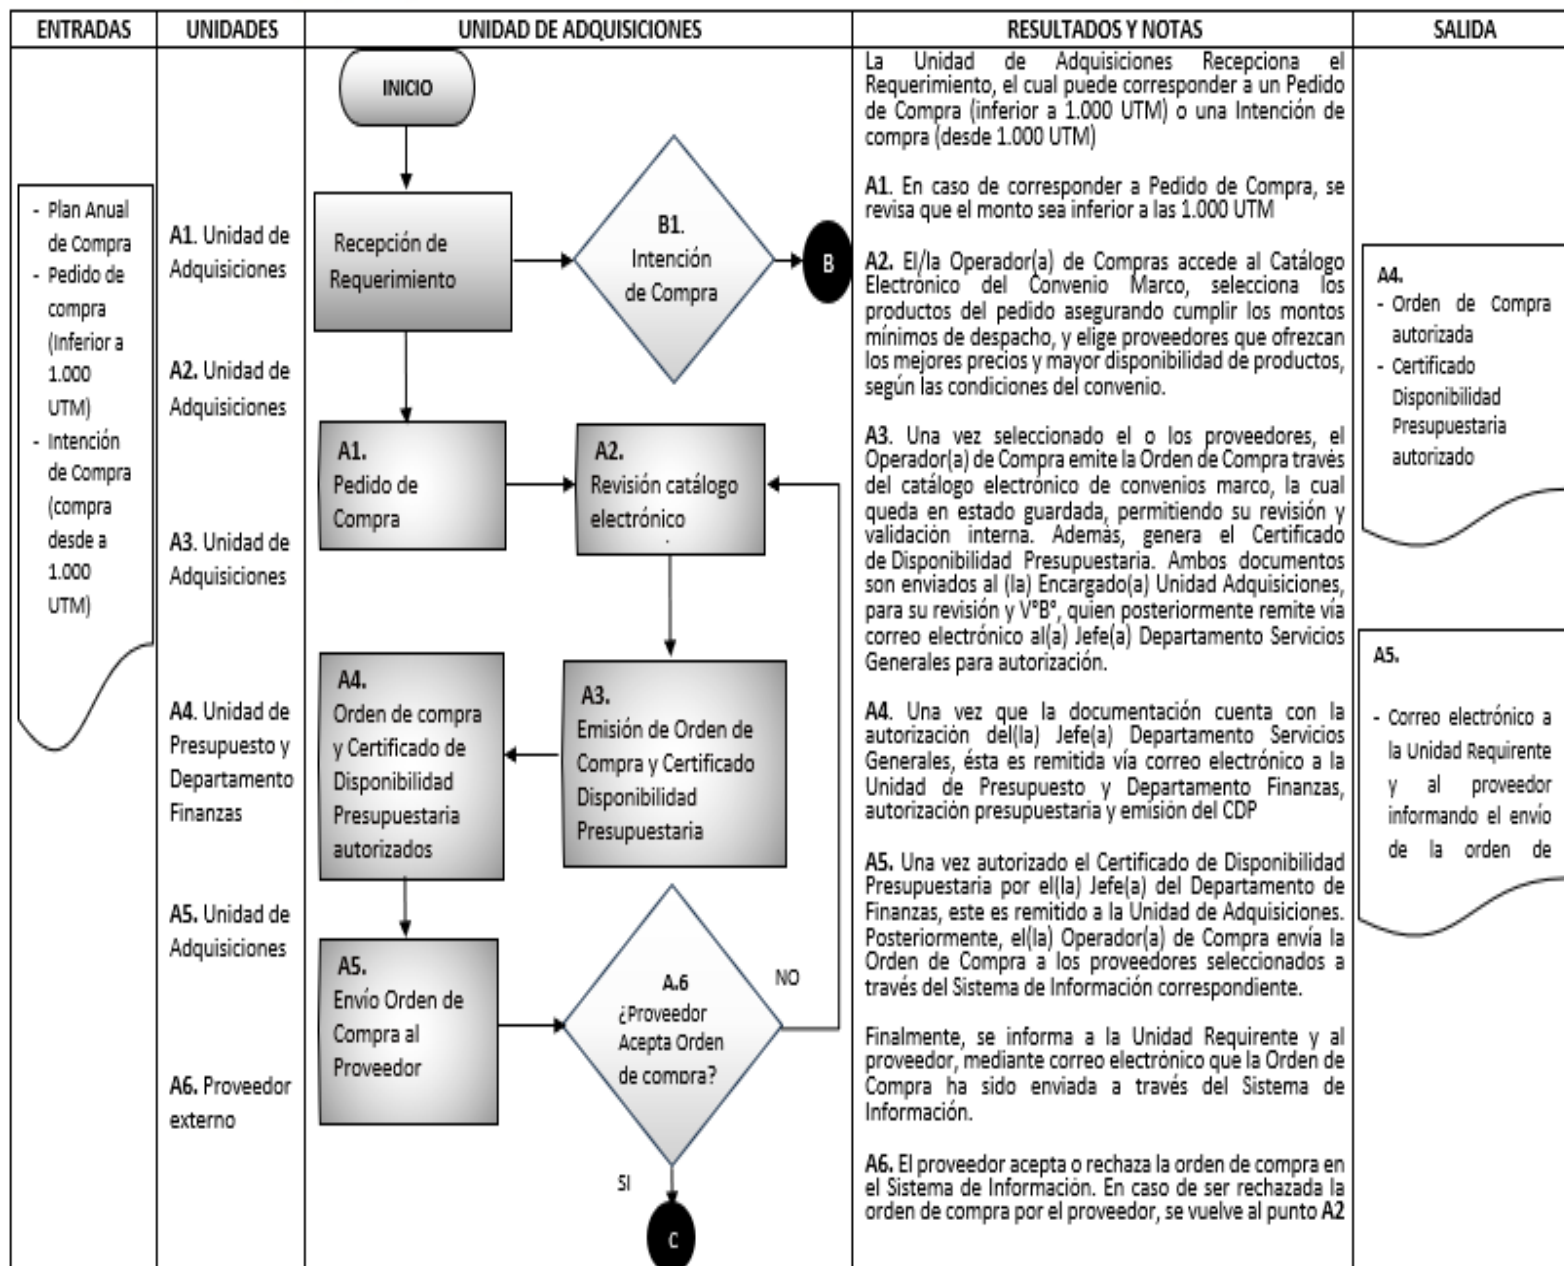 ENTRADAS
UNIDADES
UNIDAD DE ADQUISICIONES
RESULTADOS Y NOTAS
SALIDA
- Plan Anual
de Compra
- Pedido de
compra
(Inferior a
1.000
UTM)
- Intención
de Compra
(compra
desde a
1.000
UTM)
A1. Unidad de
Adquisiciones
A2. Unidad de
Adquisiciones
A3. Unidad de
Adquisiciones
A4. Unidad de
Presupuesto y
Departamento
Finanzas
A5. Unidad de
Adquisiciones
A6. Proveedor
externo
INICIO
Recepción de
Requerimiento
B1.
Intención
de Compra
B
A1.
Pedido de
Compra
A2.
Revisión catálogo
electrónico
.
A4.
Orden de compra
y Certificado de
Disponibilidad
Presupuestaria
autorizados
A3.
Emisión de Orden de
Compra y Certificado
Disponibilidad
Presupuestaria
A5.
Envío Orden de
Compra al
Proveedor
A.6
¿Proveedor
Acepta Orden
de compra?
NO
SI
C
La Unidad de Adquisiciones Recepciona el
Requerimiento, el cual puede corresponder a un Pedido
de Compra (inferior a 1.000 UTM) o una Intención de
compra (desde 1.000 UTM)
A1. En caso de corresponder a Pedido de Compra, se
revisa que el monto sea inferior a las 1.000 UTM
A2. El/la Operador(a) de Compras accede al Catálogo
Electrónico del Convenio Marco, selecciona los
productos del pedido asegurando cumplir los montos
mínimos de despacho, y elige proveedores que ofrezcan
los mejores precios y mayor disponibilidad de productos,
según las condiciones del convenio.
A3. Una vez seleccionado el o los proveedores, el
Operador(a) de Compra emite la Orden de Compra través
del catálogo electrónico de convenios marco, la cual
queda en estado guardada, permitiendo su revisión y
validación interna. Además, genera el Certificado
de Disponibilidad Presupuestaria. Ambos documentos
son enviados al (la) Encargado(a) Unidad Adquisiciones,
para su revisión y V°B°, quien posteriormente remite vía
correo electrónico al(a) Jefe(a) Departamento Servicios
Generales para autorización.
A4. Una vez que la documentación cuenta con la
autorización del(la) Jefe(a) Departamento Servicios
Generales, ésta es remitida vía correo electrónico a la
Unidad de Presupuesto y Departamento Finanzas,
autorización presupuestaria y emisión del CDP
A5. Una vez autorizado el Certificado de Disponibilidad
Presupuestaria por el(la) Jefe(a) del Departamento de
Finanzas, este es remitido a la Unidad de Adquisiciones.
Posteriormente, el(la) Operador(a) de Compra envía la
Orden de Compra a los proveedores seleccionados a
través del Sistema de Información correspondiente.
Finalmente, se informa a la Unidad Requirente y al
proveedor, mediante correo electrónico que la Orden de
Compra ha sido enviada a través del Sistema de
Información.
A6. El proveedor acepta o rechaza la orden de compra en
el Sistema de Información. En caso de ser rechazada la
orden de compra por el proveedor, se vuelve al punto A2
A4.
- Orden de Compra
autorizada
- Certificado
Disponibilidad
Presupuestaria
autorizado
A5.
- Correo electrónico a
la Unidad Requirente
y al proveedor
informando el envío
de la orden de